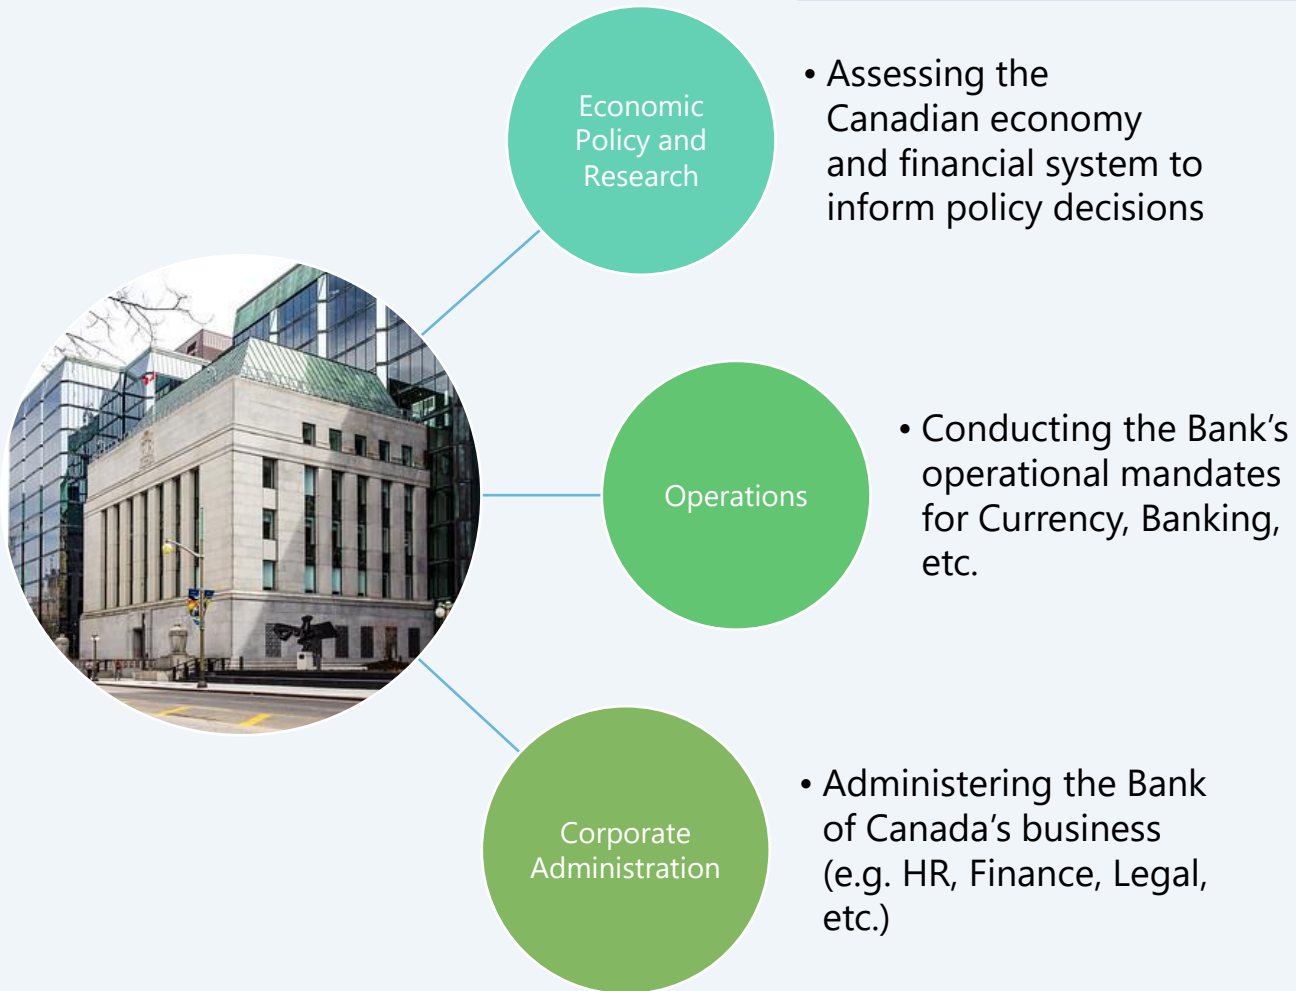 Economic
Policy and
Research
• Assessing the
Canadian economy
and financial system to
inform policy decisions
Operations
• Conducting the Bank’s
operational mandates
for Currency, Banking,
etc.
Corporate
Administration
• Administering the Bank
of Canada’s business
(e.g. HR, Finance, Legal,
etc.)